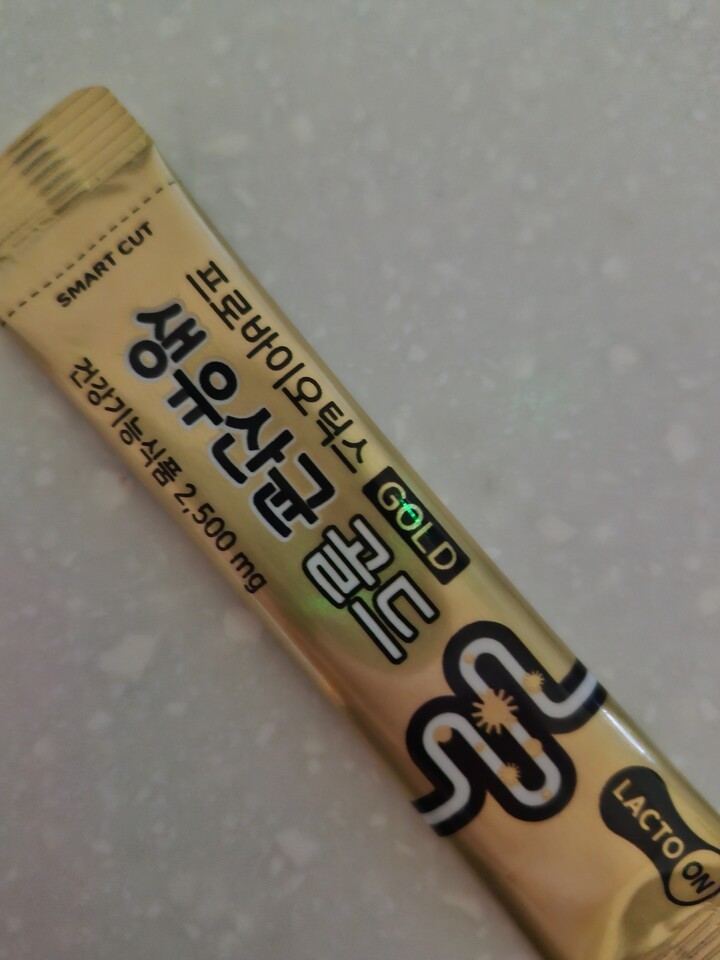 SMART CUT
프로바이오틱스
생유산균 골드
GOLD
건강기능식품 2,500 mg
LACTO ON